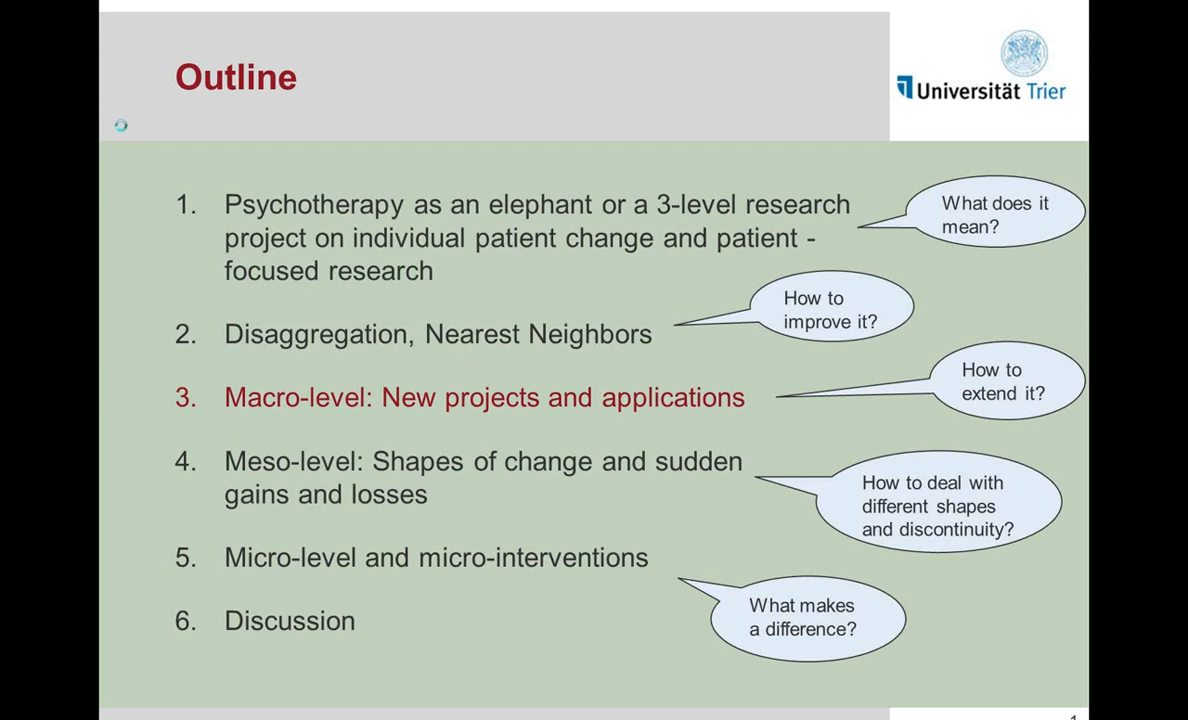 Outline
Universität Trier
1. Psychotherapy as an elephant or a 3-level research
project on individual patient change and patient -
focused research
What does it
mean?
2. Disaggregation, Nearest Neighbors
How to
improve it?
3. Macro-level: New projects and applications
How to
extend it?
4. Meso-level: Shapes of change and sudden
gains and losses
How to deal with
different shapes
and discontinuity?
5. Micro-level and micro-interventions
What makes
a difference?
6. Discussion